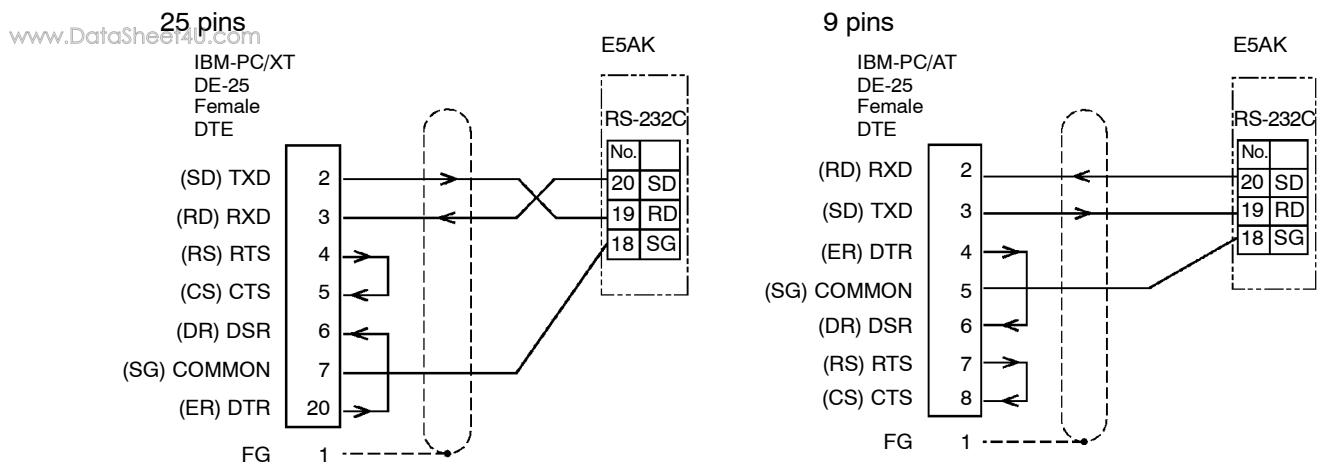 25 pins
www.DataSheet4U.com
IBM-PC/XT
DE-25
Female
DTE
E5AK
RS-232C
No.
20 SD
19 RD
18 SG
(SD) TXD 2
(RD) RXD 3
(RS) RTS 4
(CS) CTS 5
(DR) DSR 6
(SG) COMMON 7
(ER) DTR 20
FG 1
9 pins
IBM-PC/AT
DE-25
Female
DTE
E5AK
RS-232C
No.
20 SD
19 RD
18 SG
(RD) RXD 2
(SD) TXD 3
(ER) DTR 4
(SG) COMMON 5
(DR) DSR 6
(RS) RTS 7
(CS) CTS 8
FG 1